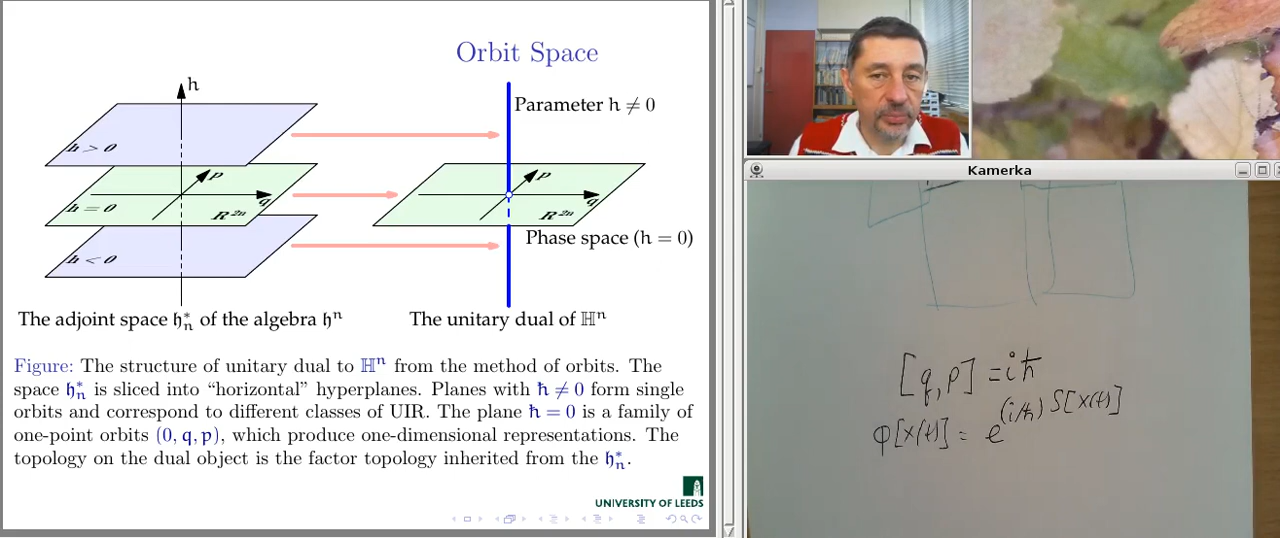 Orbit Space
ħ
ħ > 0
p
q
ħ = 0
R²ⁿ
ħ < 0
Parameter ħ ≠ 0
p
q
R²ⁿ
Phase space (ħ = 0)
The adjoint space 𝔥*ₙ of the algebra 𝔥ⁿ
The unitary dual of ℍⁿ
Figure: The structure of unitary dual to ℍⁿ from the method of orbits. The
space 𝔥*ₙ is sliced into “horizontal” hyperplanes. Planes with ħ ≠ 0 form single
orbits and correspond to different classes of UIR. The plane ħ = 0 is a family of
one-point orbits (0, q, p), which produce one-dimensional representations. The
topology on the dual object is the factor topology inherited from the 𝔥*ₙ.
UNIVERSITY OF LEEDS
Kamerka
[q, p] = iħ
φ[x(t)] = e^(i/ħ) S[x(t)]